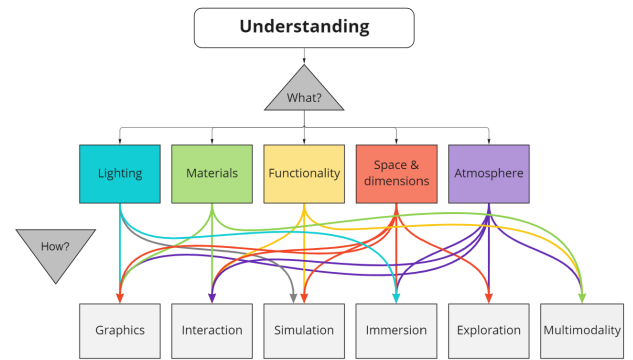 Understanding
What?
Lighting
Materials
Functionality
Space &
dimensions
Atmosphere
How?
Graphics
Interaction
Simulation
Immersion
Exploration
Multimodality